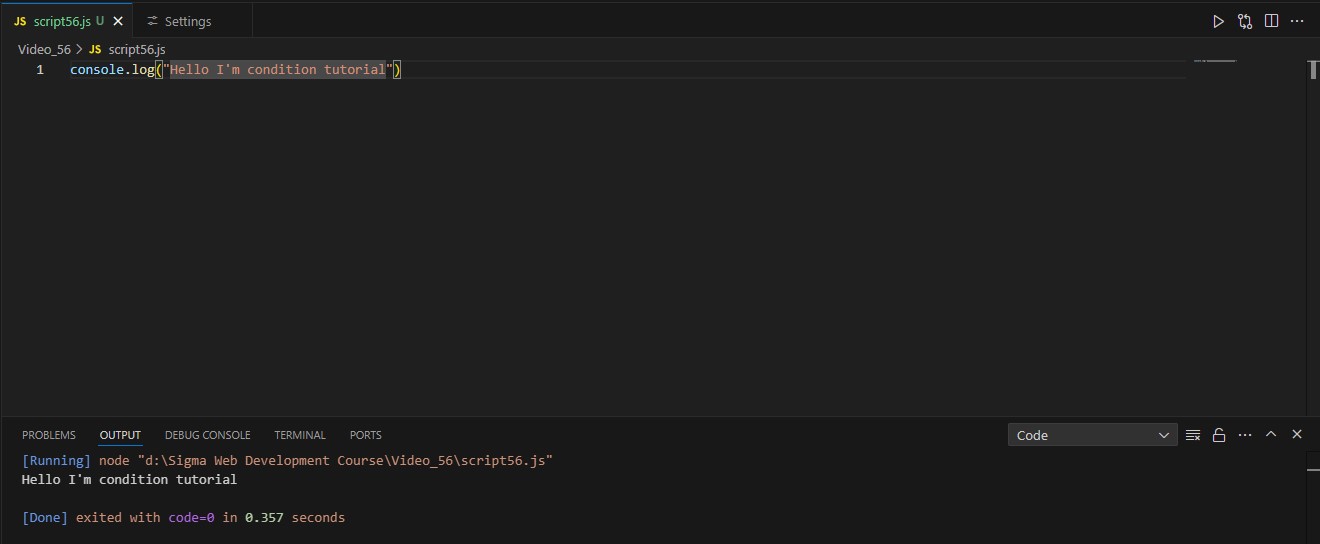 JS script56.js U Settings
Video_56 > JS script56.js
1 console.log("Hello I'm condition tutorial")
PROBLEMS OUTPUT DEBUG CONSOLE TERMINAL PORTS Code
[Running] node "d:\Sigma Web Development Course\Video_56\script56.js"
Hello I'm condition tutorial
[Done] exited with code=0 in 0.357 seconds